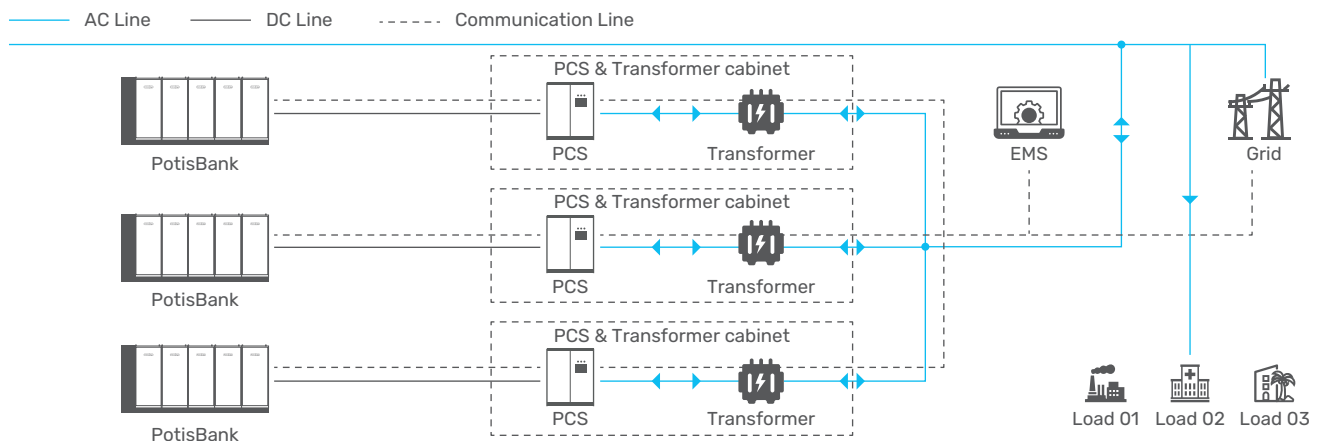 AC Line
DC Line
Communication Line
PCS & Transformer cabinet
PotisBank
PCS
Transformer
EMS
Grid
PCS & Transformer cabinet
PotisBank
PCS
Transformer
PCS & Transformer cabinet
PotisBank
PCS
Transformer
Load 01
Load 02
Load 03